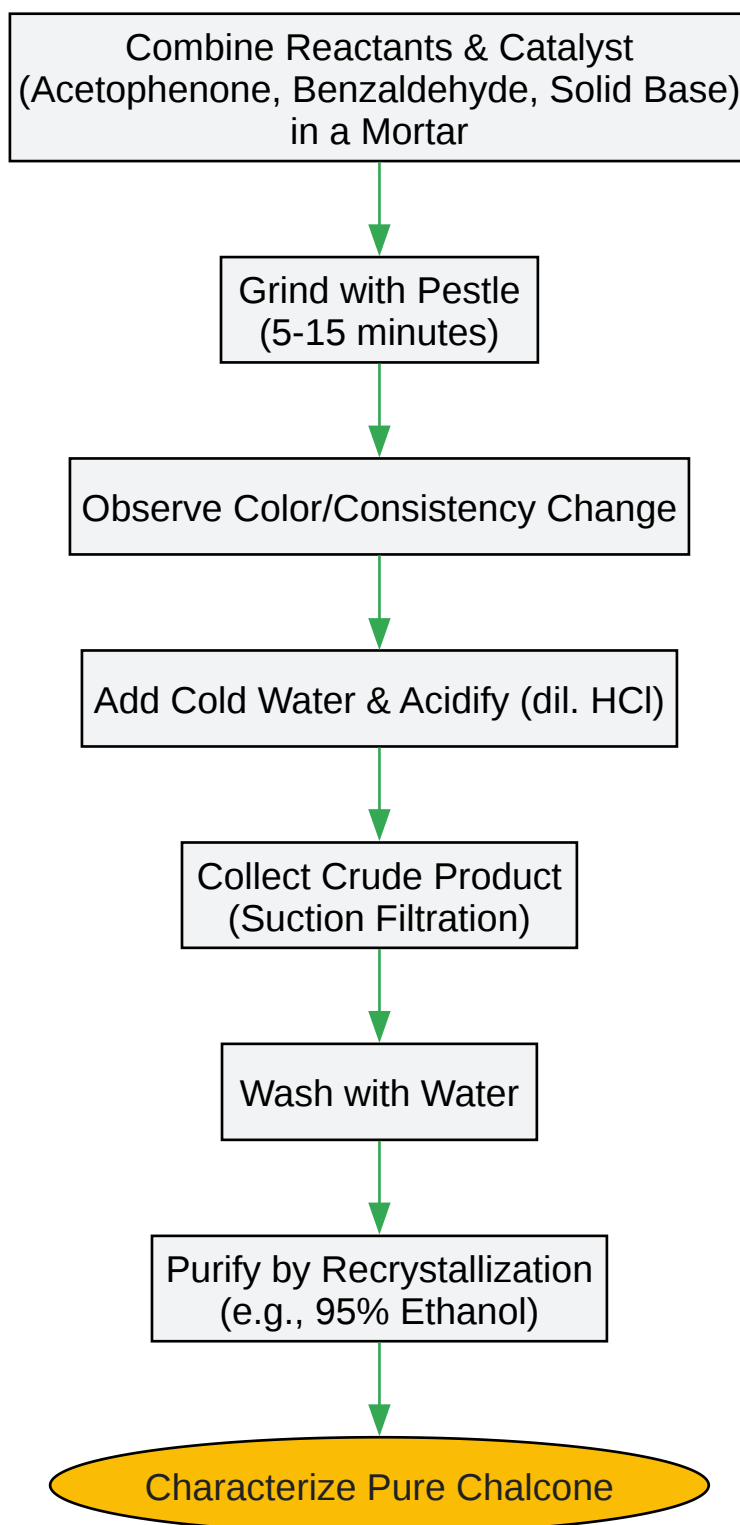 Combine Reactants & Catalyst
(Acetophenone, Benzaldehyde, Solid Base)
in a Mortar
Grind with Pestle
(5-15 minutes)
Observe Color/Consistency Change
Add Cold Water & Acidify (dil. HCl)
Collect Crude Product
(Suction Filtration)
Wash with Water
Purify by Recrystallization
(e.g., 95% Ethanol)
Characterize Pure Chalcone